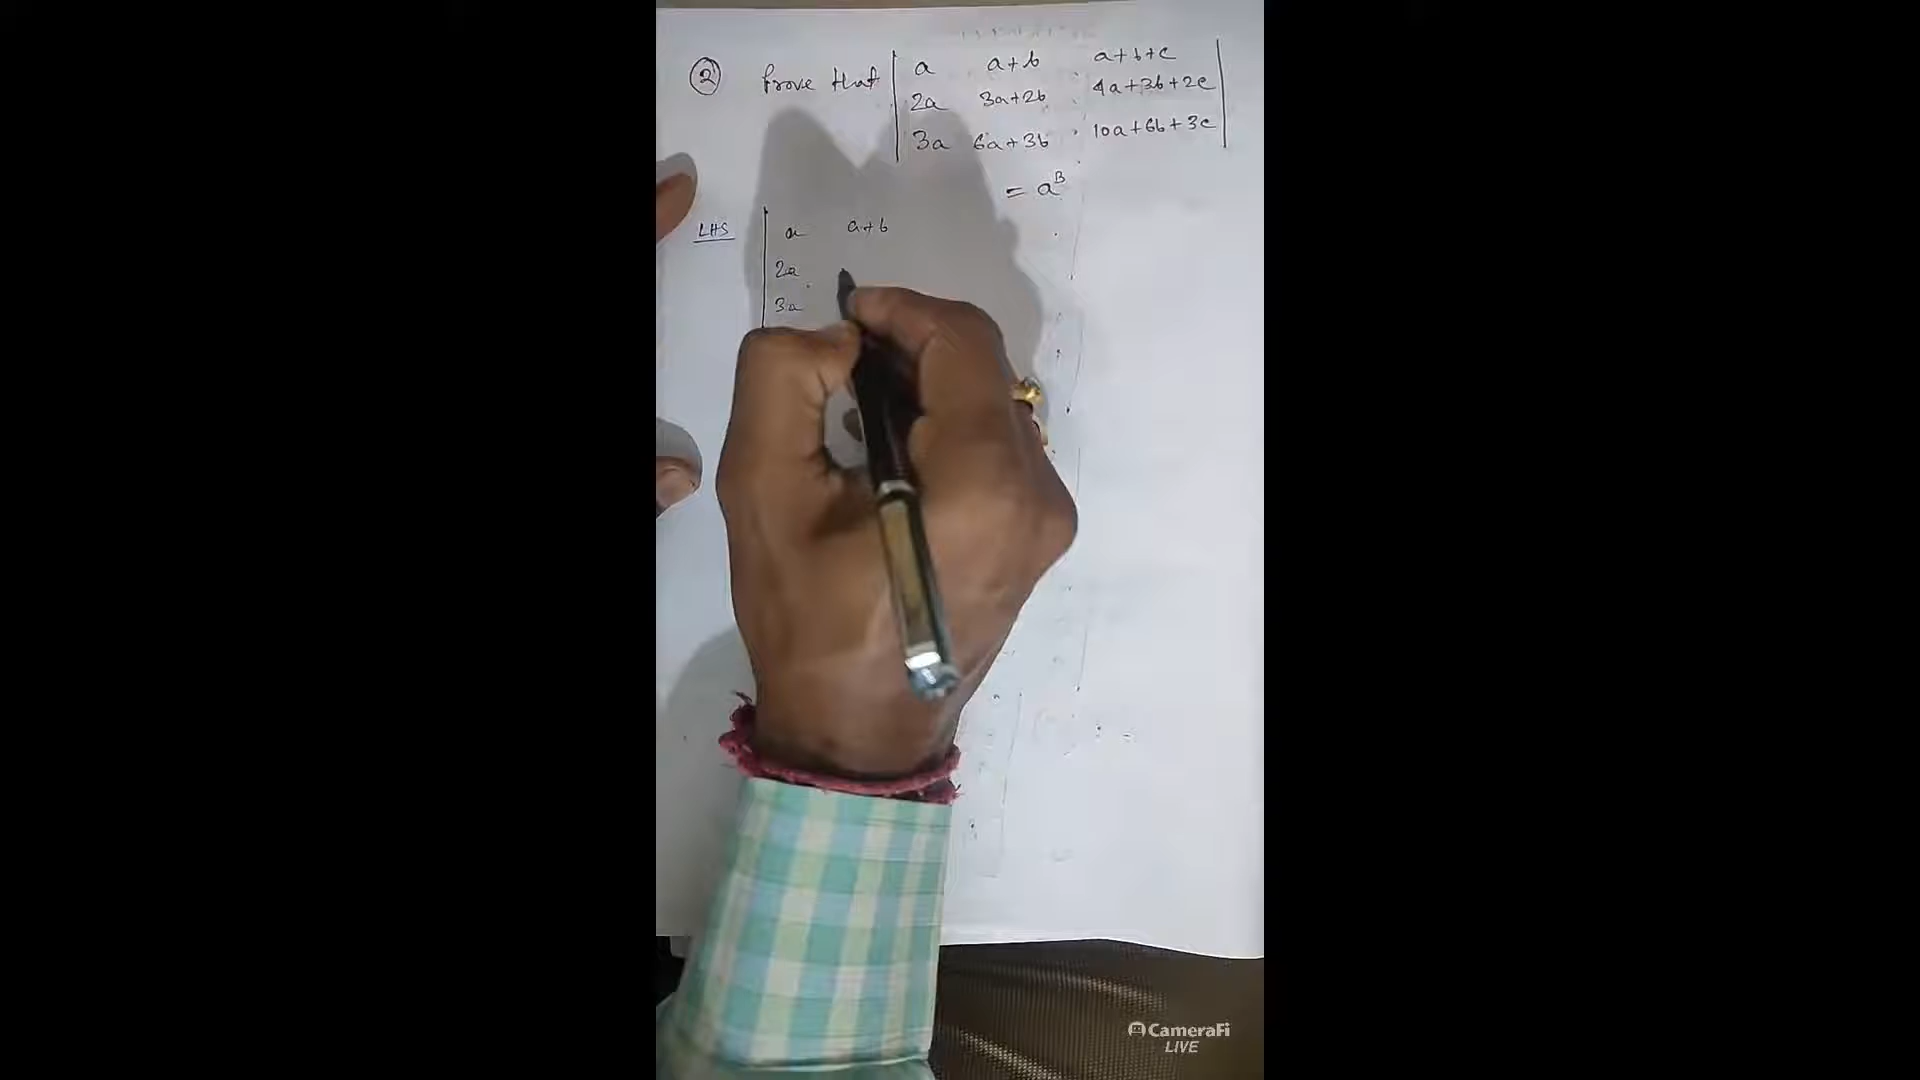 ② Prove that | a a+b a+b+c |
2a 3a+2b 4a+3b+2c
3a 6a+3b 10a+6b+3c
= a³
LHS | a a+b
2a
3a
CameraFi
LIVE